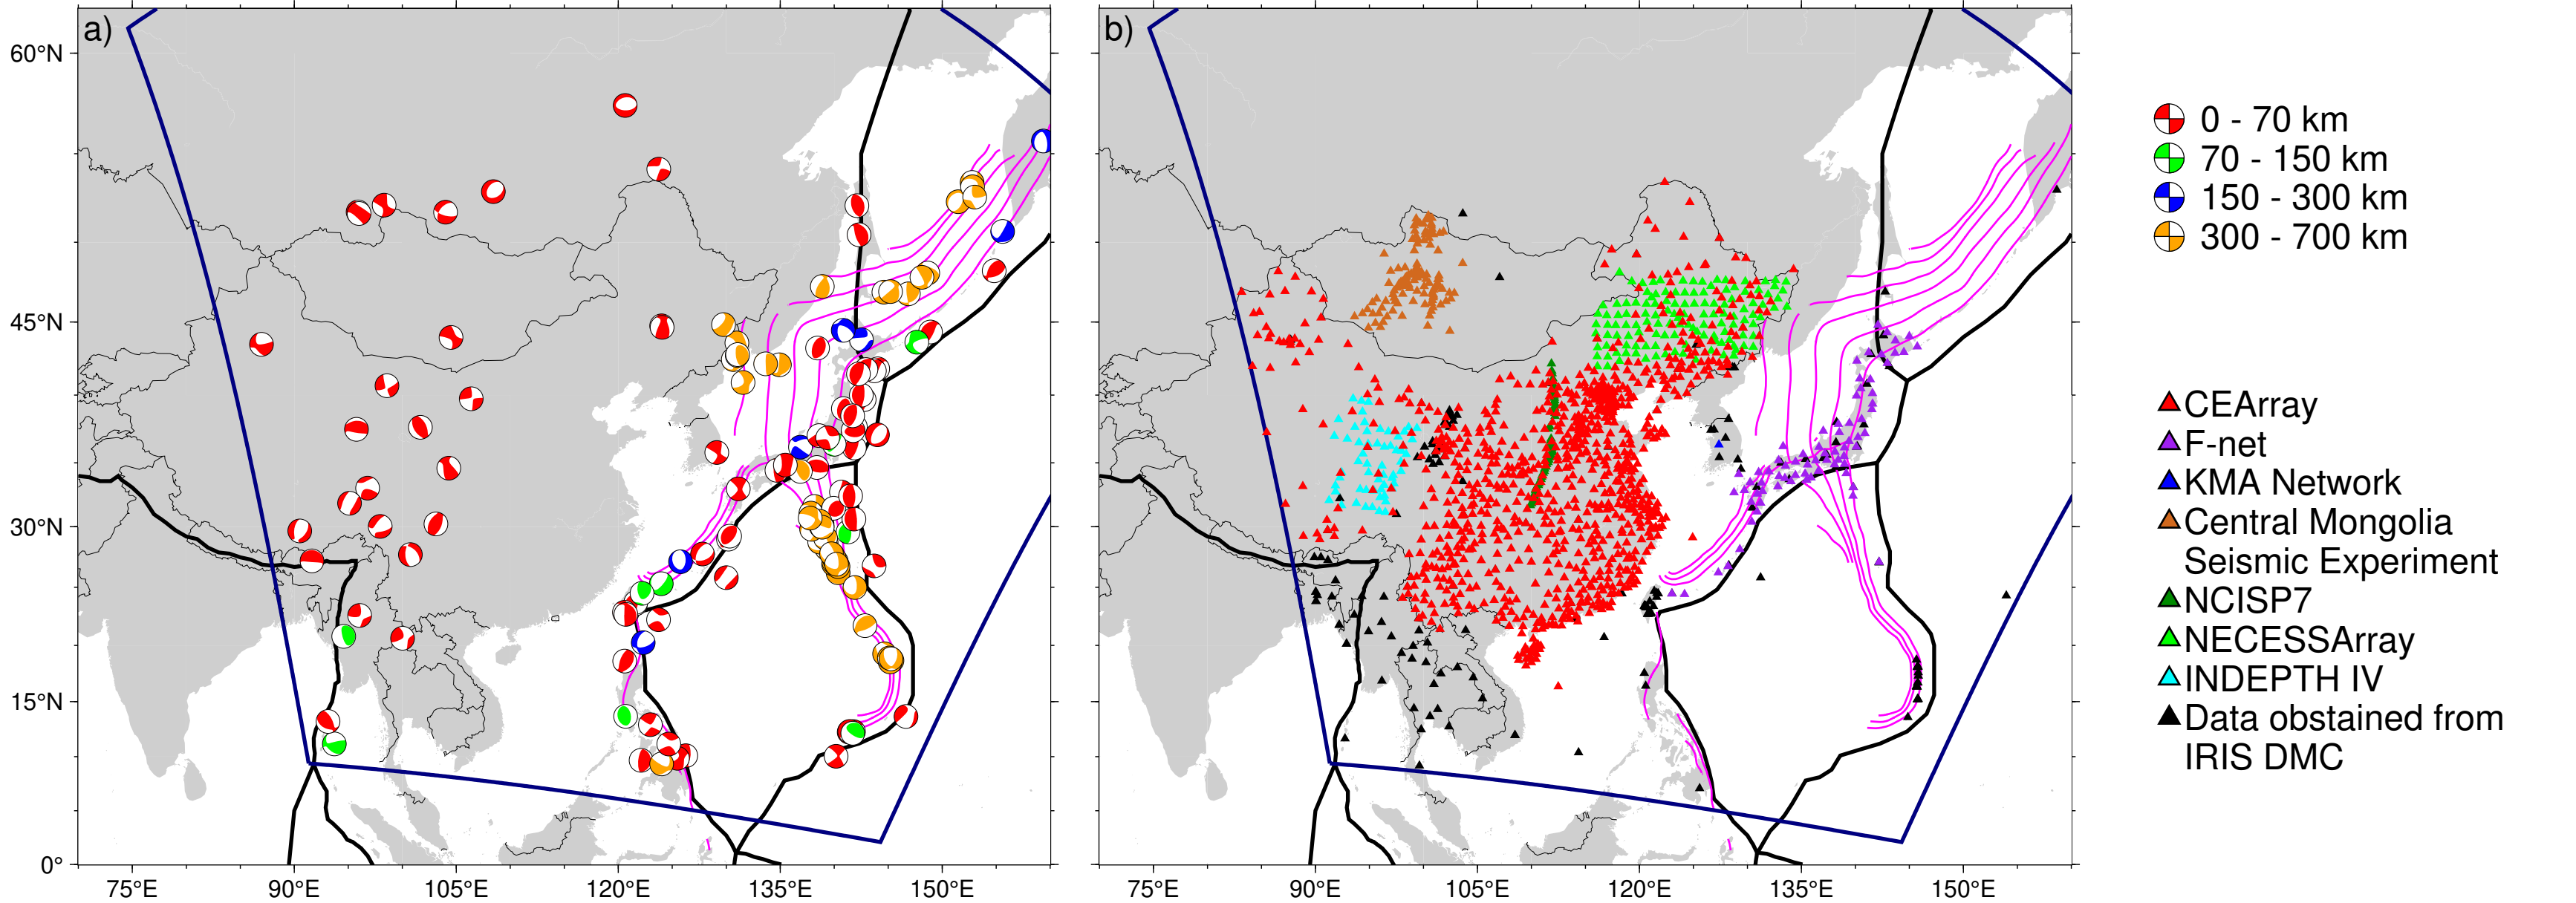 a)
60°N
45°N
30°N
15°N
0°
75°E
90°E
105°E
120°E
135°E
150°E
b)
75°E
90°E
105°E
120°E
135°E
150°E
0 - 70 km
70 - 150 km
150 - 300 km
300 - 700 km
CEArray
F-net
KMA Network
Central Mongolia
Seismic Experiment
NCISP7
NECESSArray
INDEPTH IV
Data obstained from
IRIS DMC